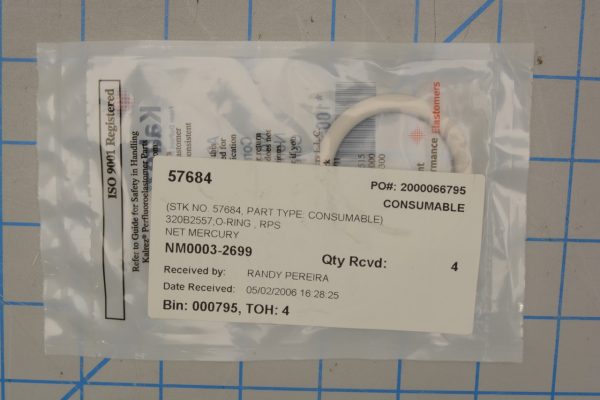 ISO 9001 Registered
Refer to Guide for Safety in Handling
Kalrez® Perfluoroelastomer Parts
rmance Elastomers
57684
PO#: 2000066795
(STK NO. 57684, PART TYPE: CONSUMABLE)
CONSUMABLE
320B2557;O-RING , RPS
NET MERCURY
NM0003-2699
Qty Rcvd: 4
Received by: RANDY PEREIRA
Date Received: 05/02/2006 16:28:25
Bin: 000795, TOH: 4